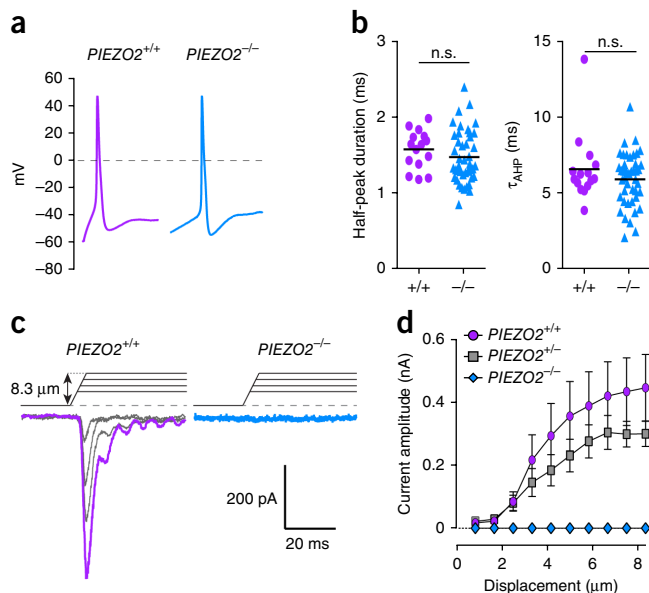 a
PIEZO2+/+ PIEZO2−/−
mV
60
40
20
0
−20
−40
−60
−80
b
Half-peak duration (ms)
3
2
1
0
n.s.
+/+ −/−
τAHP (ms)
15
10
5
0
n.s.
+/+ −/−
c
PIEZO2+/+ PIEZO2−/−
8.3 μm
200 pA
20 ms
d
PIEZO2+/+
PIEZO2+/−
PIEZO2−/−
Current amplitude (nA)
0.6
0.4
0.2
0
0 2 4 6 8
Displacement (μm)